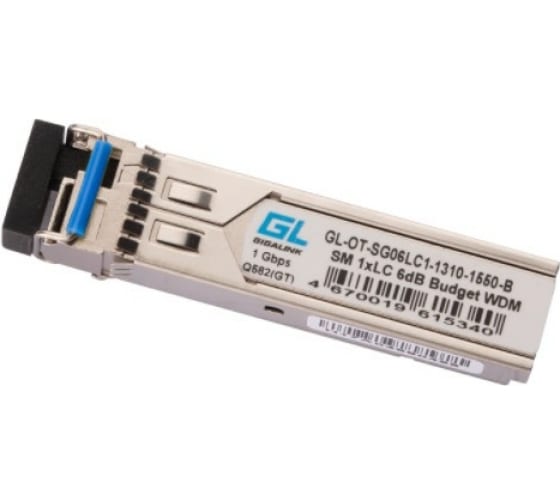 GL
GIGALINK
1 Gbps
Q582(GT)
GL-OT-SG06LC1-1310-1550-B
SM 1xLC 6dB Budget WDM
4 670019 615340